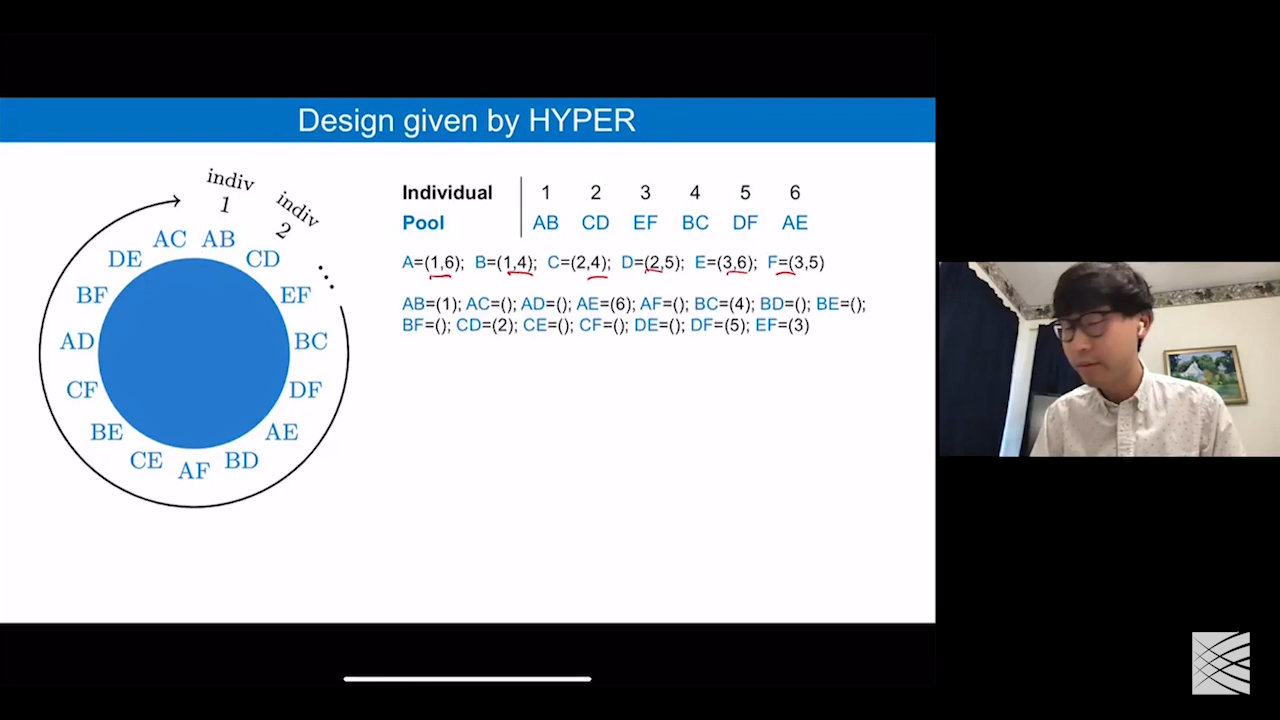 Design given by HYPER
indiv
1
indiv
2
...
AC AB
DE CD
BF EF
AD BC
CF DF
BE AE
CE AF BD
Individual 1 2 3 4 5 6
Pool AB CD EF BC DF AE
A=(1,6); B=(1,4); C=(2,4); D=(2,5); E=(3,6); F=(3,5)
AB=(1); AC=(); AD=(); AE=(6); AF=(); BC=(4); BD=(); BE=();
BF=(); CD=(2); CE=(); CF=(); DE=(); DF=(5); EF=(3)